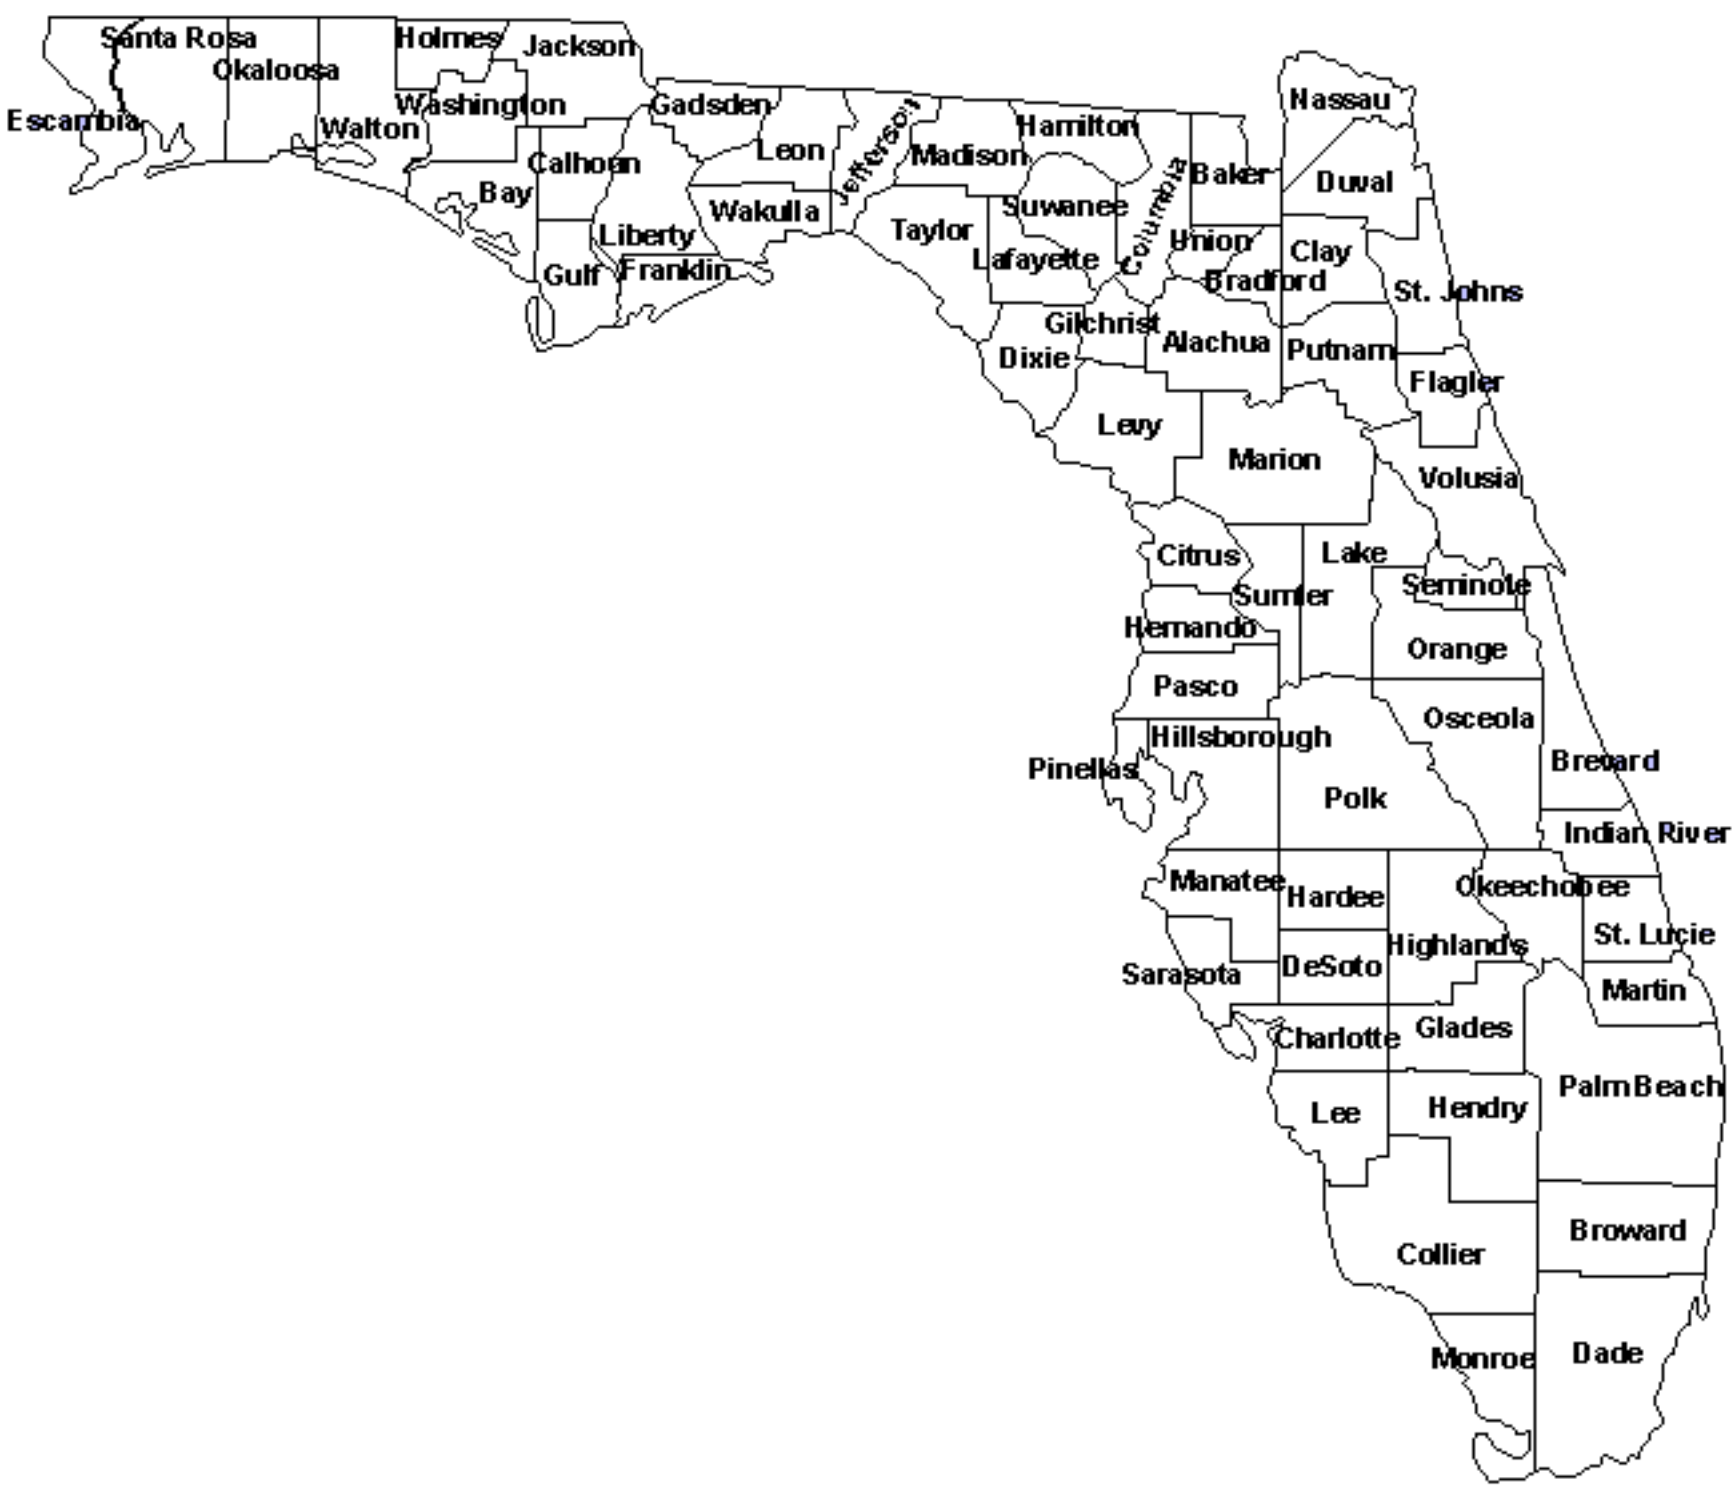 Santa Rosa
Holmes
Jackson
Okaloosa
Escambia
Walton
Washington
Gadsden
Calhoun
Bay
Leon
Jefferson
Madison
Hamilton
Nassau
Liberty
Wakulla
Gulf
Franklin
Taylor
Suwanee
Lafayette
Columbia
Baker
Duval
Union
Clay
Bradford
St. Johns
Gilchrist
Dixie
Alachua
Putnam
Flagler
Levy
Marion
Volusia
Citrus
Lake
Sumter
Seminole
Hernando
Orange
Pasco
Osceola
Hillsborough
Pinellas
Brevard
Polk
Indian River
Manatee
Hardee
Okeechobee
Highlands
St. Lucie
Sarasota
DeSoto
Martin
Charlotte
Glades
Palm Beach
Lee
Hendry
Broward
Collier
Monroe
Dade